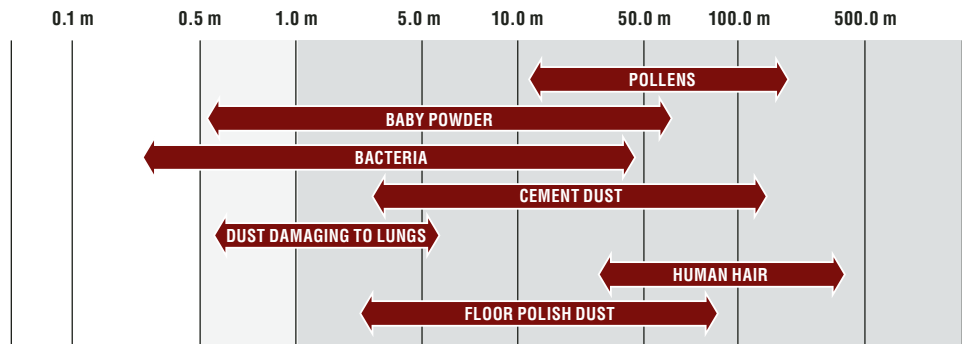 0.1 m 0.5 m 1.0 m 5.0 m 10.0 m 50.0 m 100.0 m 500.0 m
POLLENS
BABY POWDER
BACTERIA
CEMENT DUST
DUST DAMAGING TO LUNGS
HUMAN HAIR
FLOOR POLISH DUST